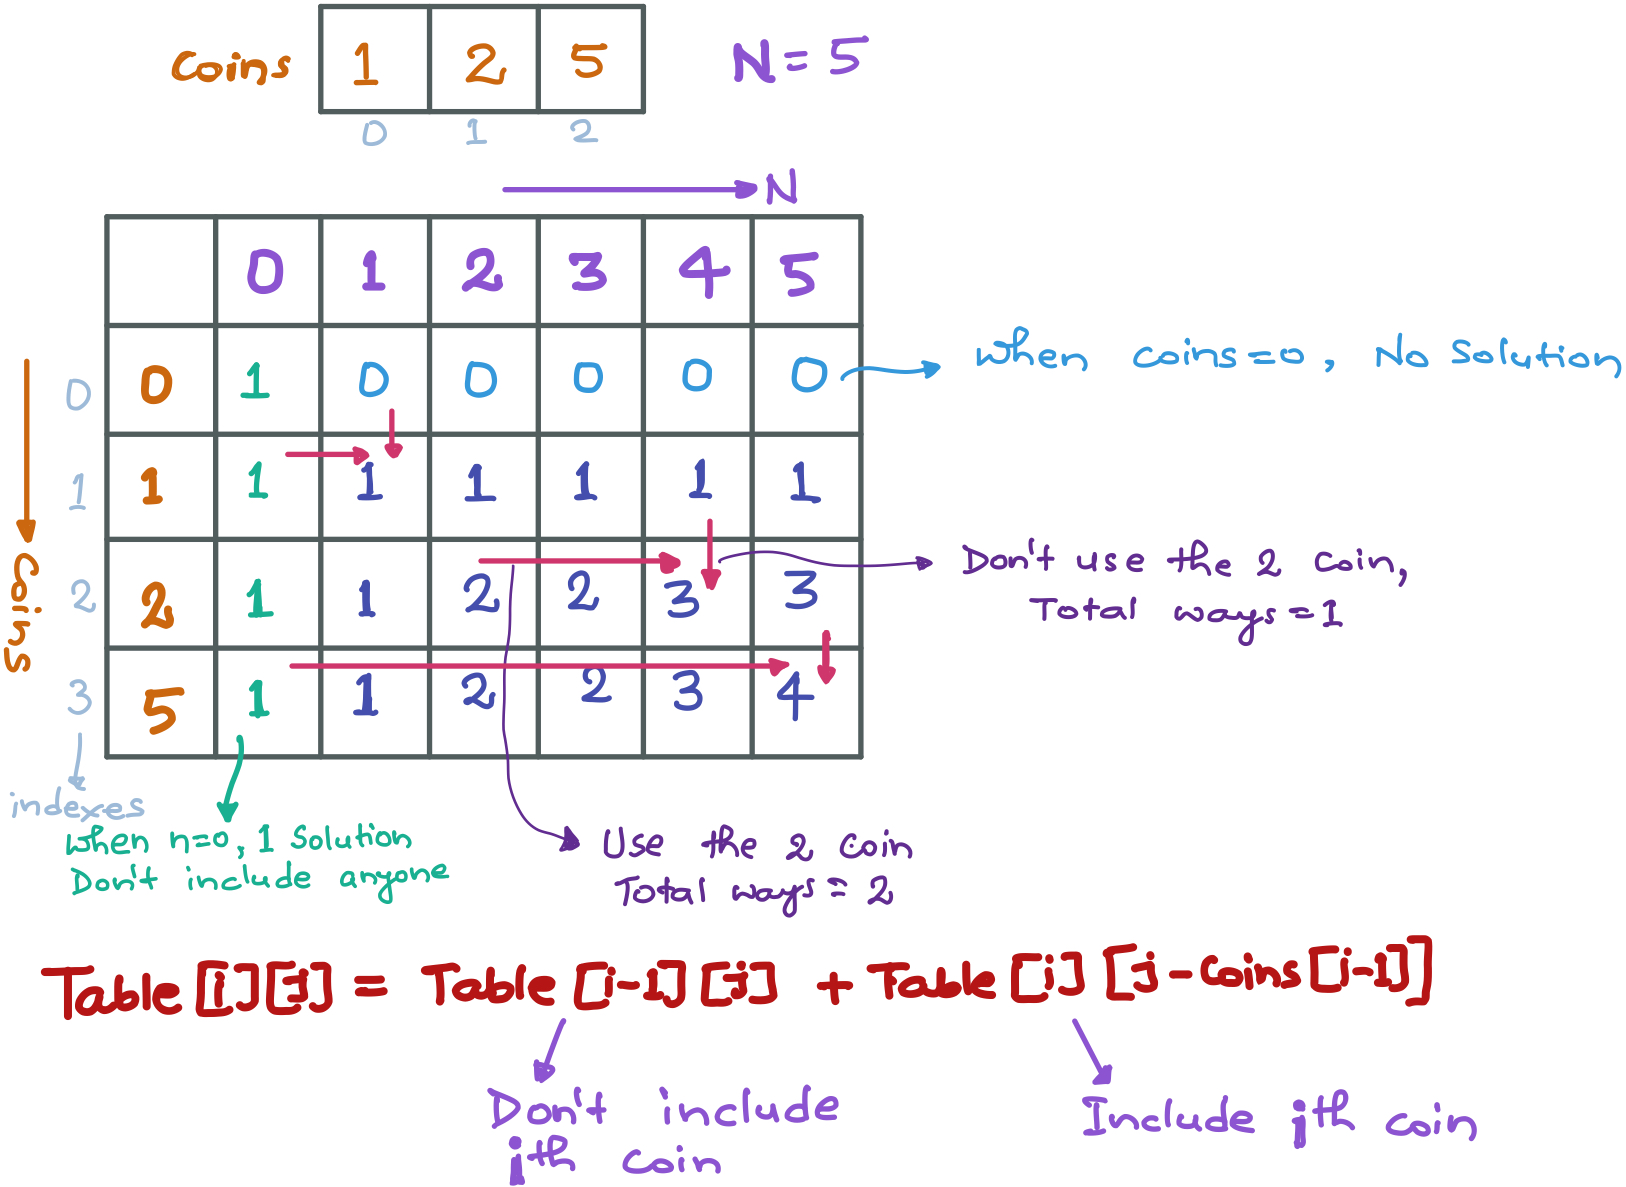 Coins 1 2 5 N = 5
0 1 2
N
0 1 2 3 4 5
0 0 1 0 0 0 0 0 When coins=0, No Solution
1 1 1 1 1 1 1 1
2 2 1 1 2 2 3 3
3 5 1 1 2 2 3 4
Coins
Don't use the 2 Coin,
Total ways=1
indexes
When n=0, 1 Solution
Don't include anyone
Use the 2 Coin
Total ways = 2
Table[i][j] = Table[i-1][j] + Table[i][j-coins[i-1]]
Don't include
jth coin
Include jth coin